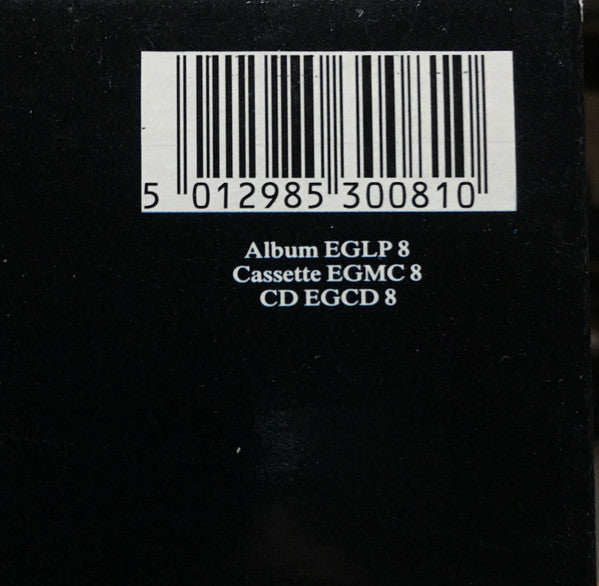 5 012985 300810
Album EGLP 8
Cassette EGMC 8
CD EGCD 8